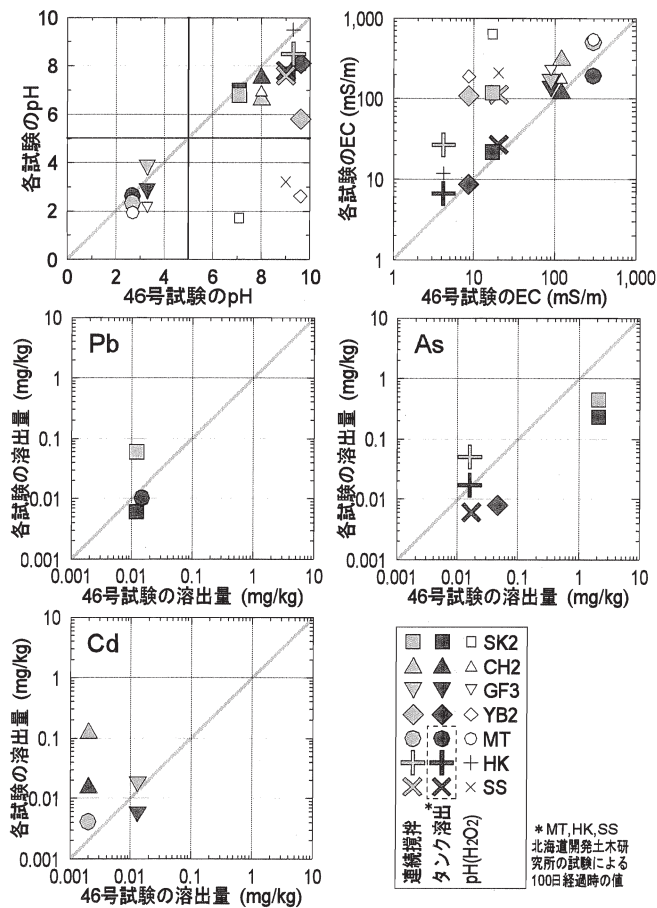 各試験のpH
10
8
6
4
2
0
0 2 4 6 8 10
46号試験のpH
各試験のEC (mS/m)
1,000
100
10
1
1 10 100 1,000
46号試験のEC (mS/m)
Pb
各試験の溶出量 (mg/kg)
10
1
0.1
0.01
0.001
0.001 0.01 0.1 1 10
46号試験の溶出量 (mg/kg)
As
各試験の溶出量 (mg/kg)
10
1
0.1
0.01
0.001
0.001 0.01 0.1 1 10
46号試験の溶出量 (mg/kg)
Cd
各試験の溶出量 (mg/kg)
10
1
0.1
0.01
0.001
0.001 0.01 0.1 1 10
46号試験の溶出量 (mg/kg)
SK2
CH2
GF3
YB2
MT
HK
SS
連続攪拌
*タンク溶出
pH(H2O2)
*MT,HK,SS
北海道開発土木研
究所の試験による
100日経過時の値